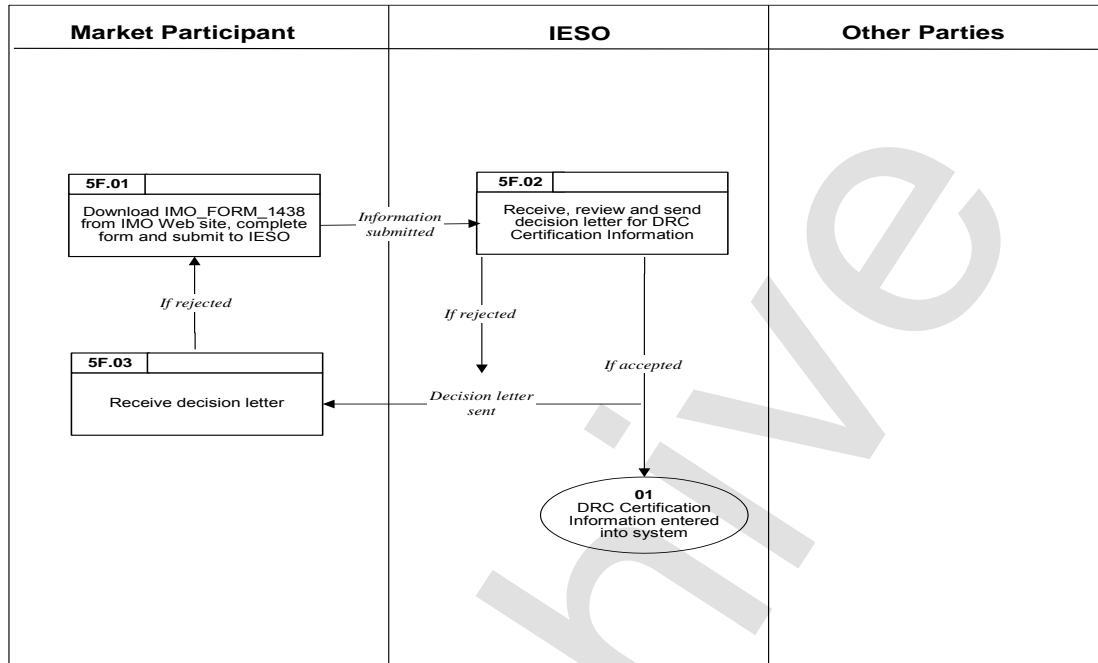 Market Participant
IESO
Other Parties
5F.01
Download IMO_FORM_1438
from IMO Web site, complete
form and submit to IESO
Information
submitted
5F.02
Receive, review and send
decision letter for DRC
Certification Information
If rejected
If rejected
If accepted
5F.03
Receive decision letter
Decision letter
sent
01
DRC Certification
Information entered
into system
hive